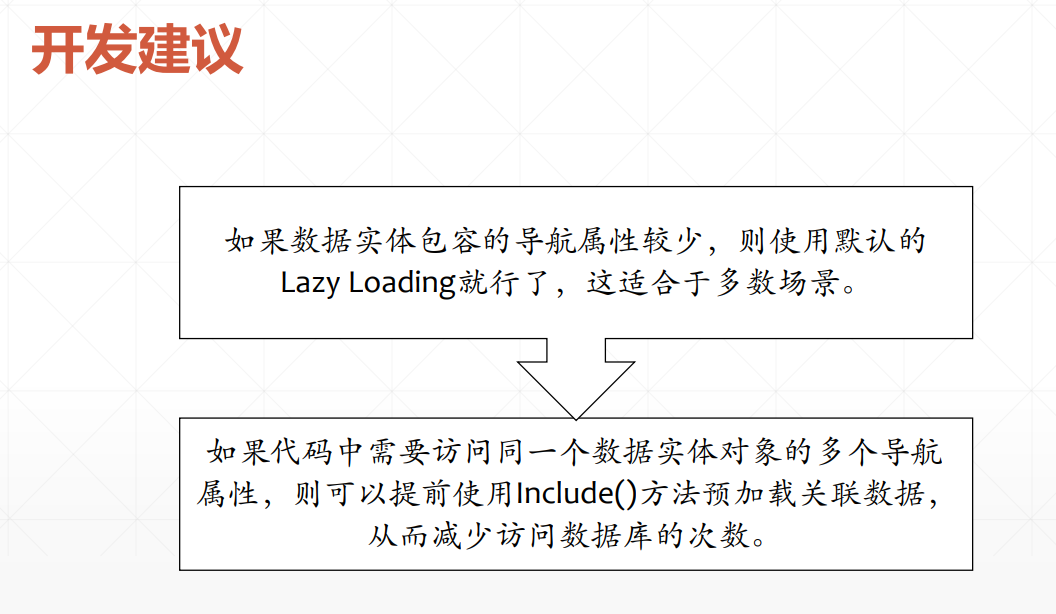 开发建议
如果数据实体包容的导航属性较少，则使用默认的
Lazy Loading就行了，这适合于多数场景。
如果代码中需要访问同一个数据实体对象的多个导航
属性，则可以提前使用Include()方法预加载关联数据，
从而减少访问数据库的次数。